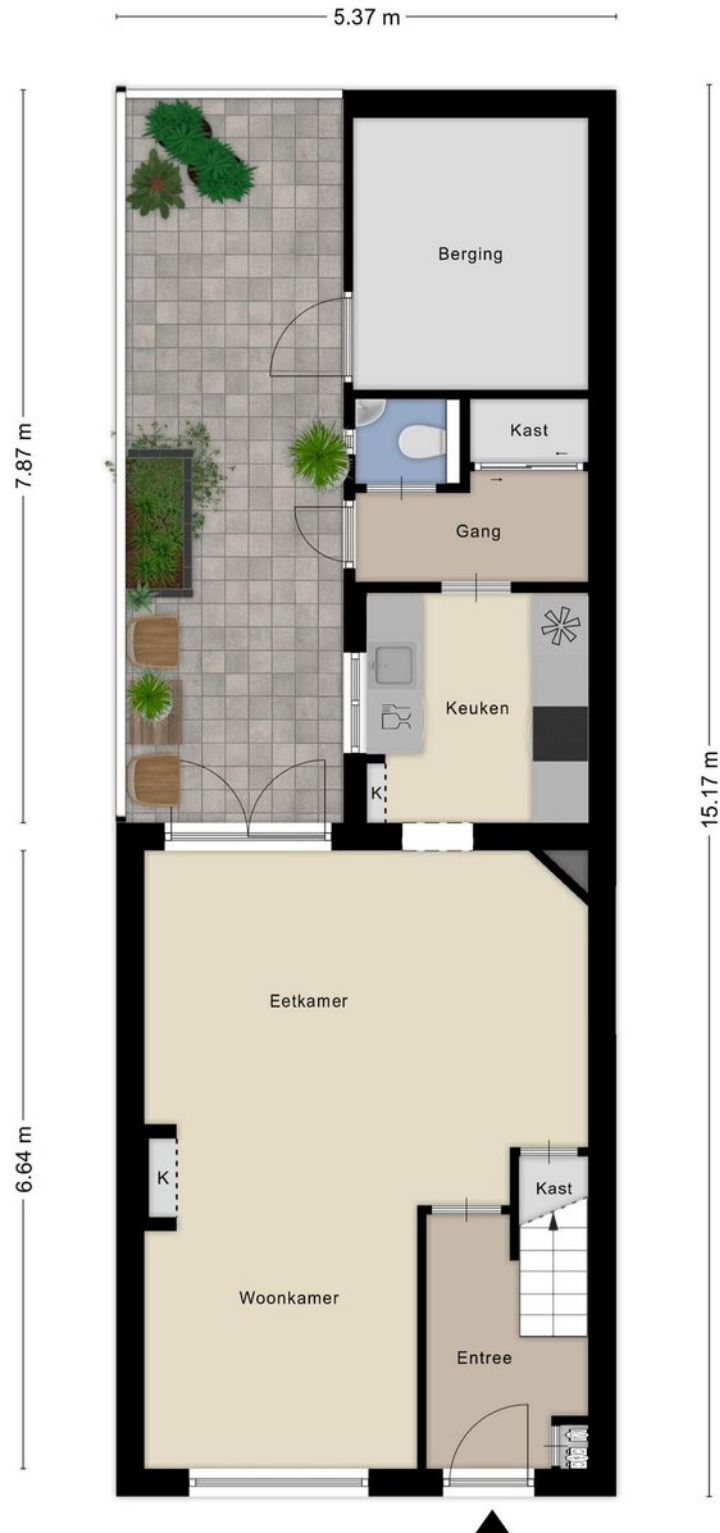 5.37 m
Berging
7.87 m
Kast
Gang
Keuken
K
15.17 m
Eetkamer
6.64 m
K
Kast
Woonkamer
Entree